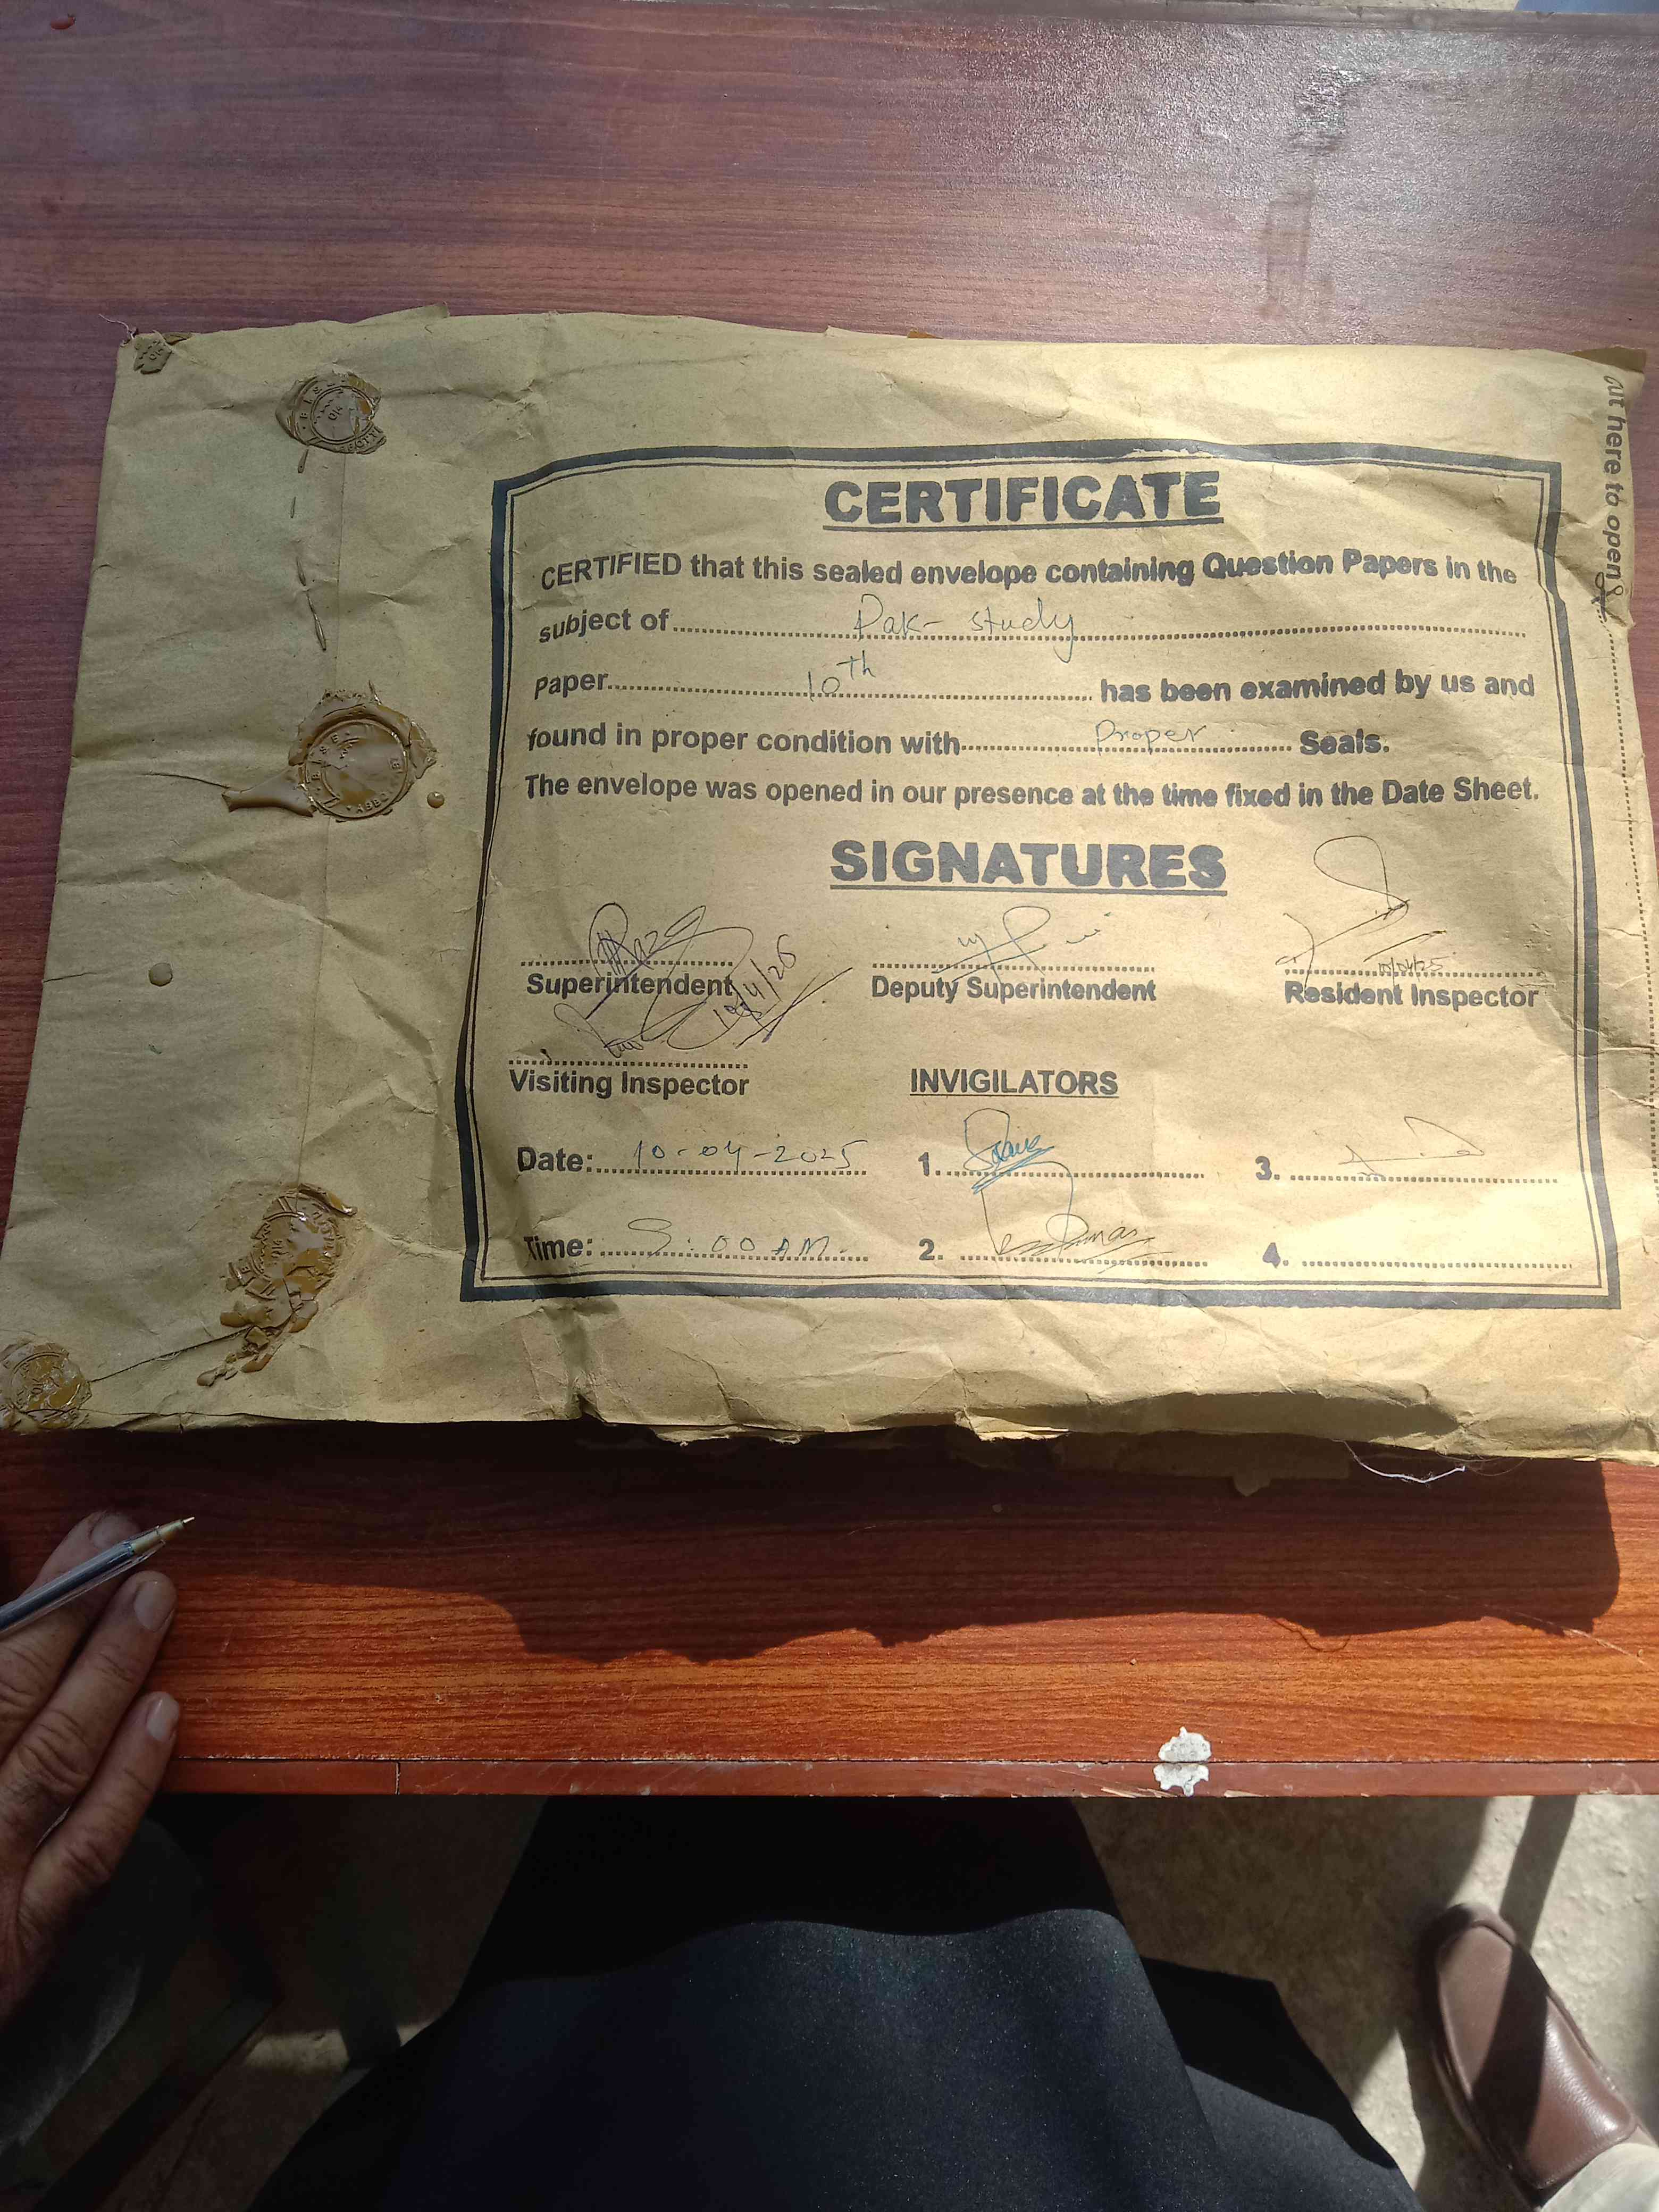 CERTIFICATE
CERTIFIED that this sealed envelope containing Question Papers in the
subject of Pak-study
paper 10th has been examined by us and
found in proper condition with Proper Seals.
The envelope was opened in our presence at the time fixed in the Date Sheet.
SIGNATURES
10/04/25
Superintendent Deputy Superintendent Resident Inspector
Visiting Inspector INVIGILATORS
Date: 10-04-2025 1. 3.
Time: 9:00 AM. 2. 4.
here to open